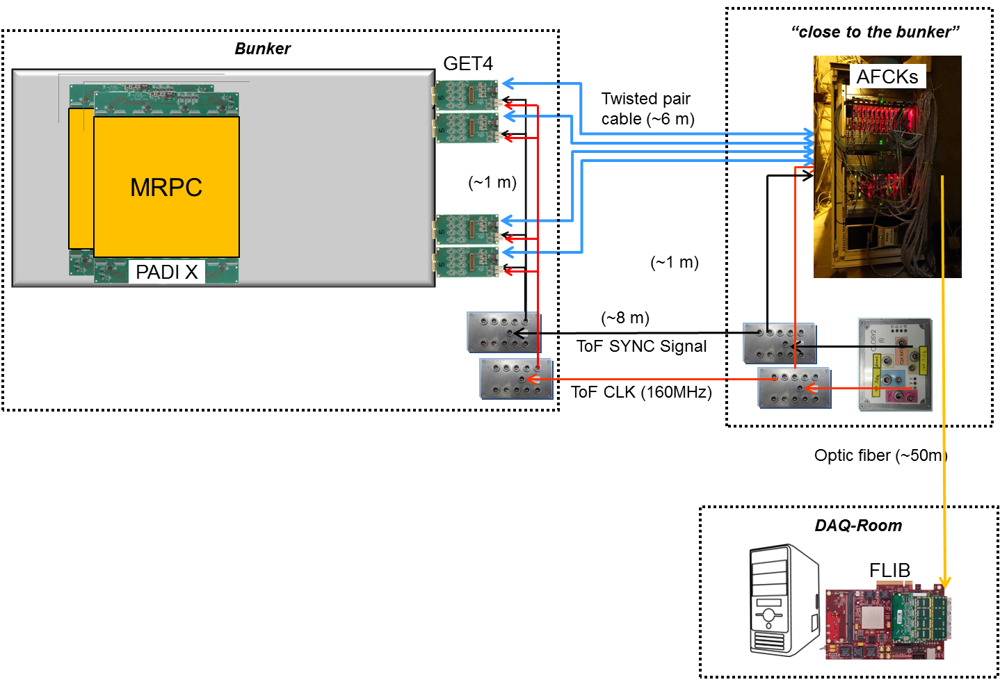 “close to the bunker”
Bunker
GET4
AFCKs
Twisted pair
cable (~6 m)
MRPC
(~1 m)
PADI X
(~1 m)
(~8 m)
ToF SYNC Signal
CLOSY2
ToF CLK (160MHz)
Optic fiber (~50m)
DAQ-Room
FLIB